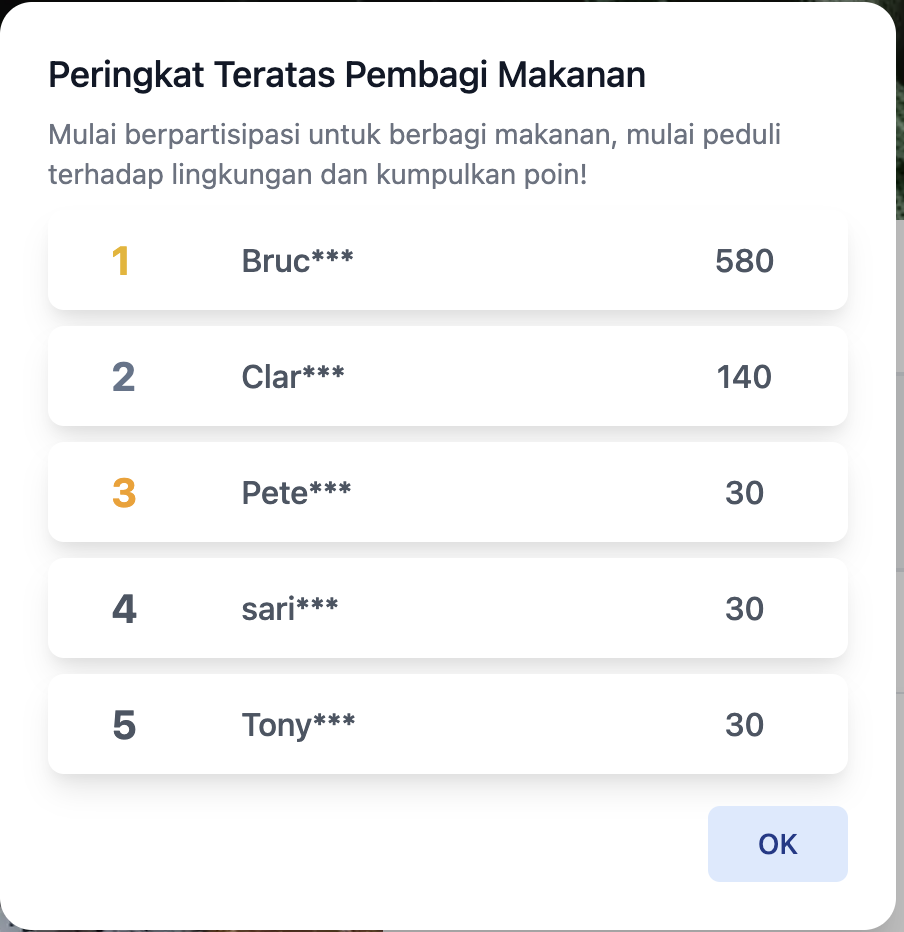 Peringkat Teratas Pembagi Makanan
Mulai berpartisipasi untuk berbagi makanan, mulai peduli
terhadap lingkungan dan kumpulkan poin!
1 Bruc*** 580
2 Clar*** 140
3 Pete*** 30
4 sari*** 30
5 Tony*** 30
OK